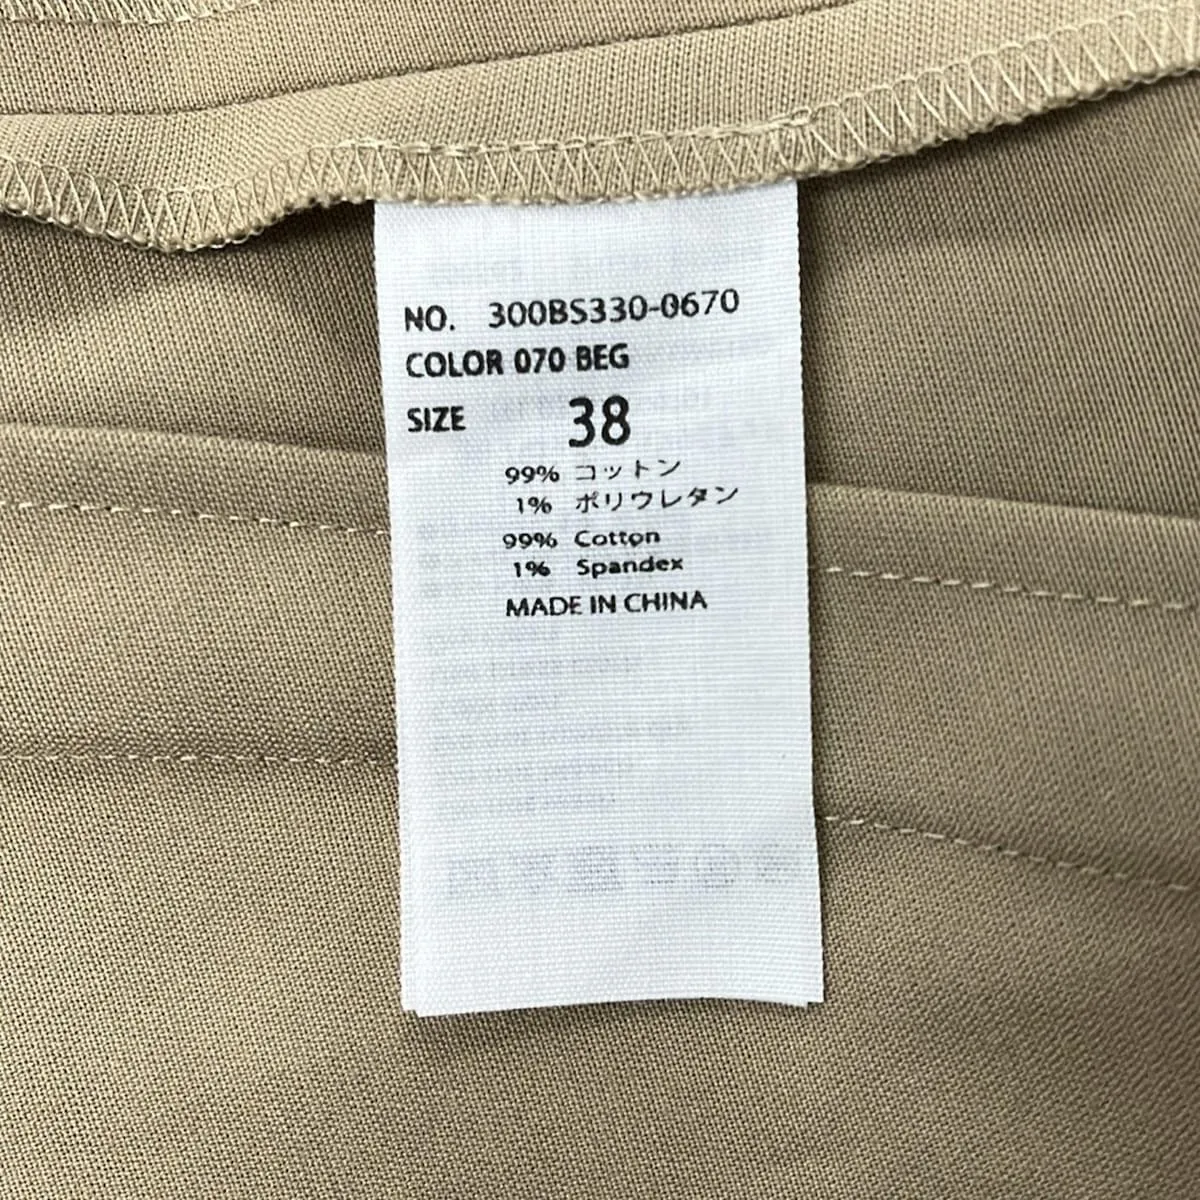 NO. 300BS330-0670
COLOR 070 BEG
SIZE 38
99% コットン
1% ポリウレタン
99% Cotton
1% Spandex
MADE IN CHINA